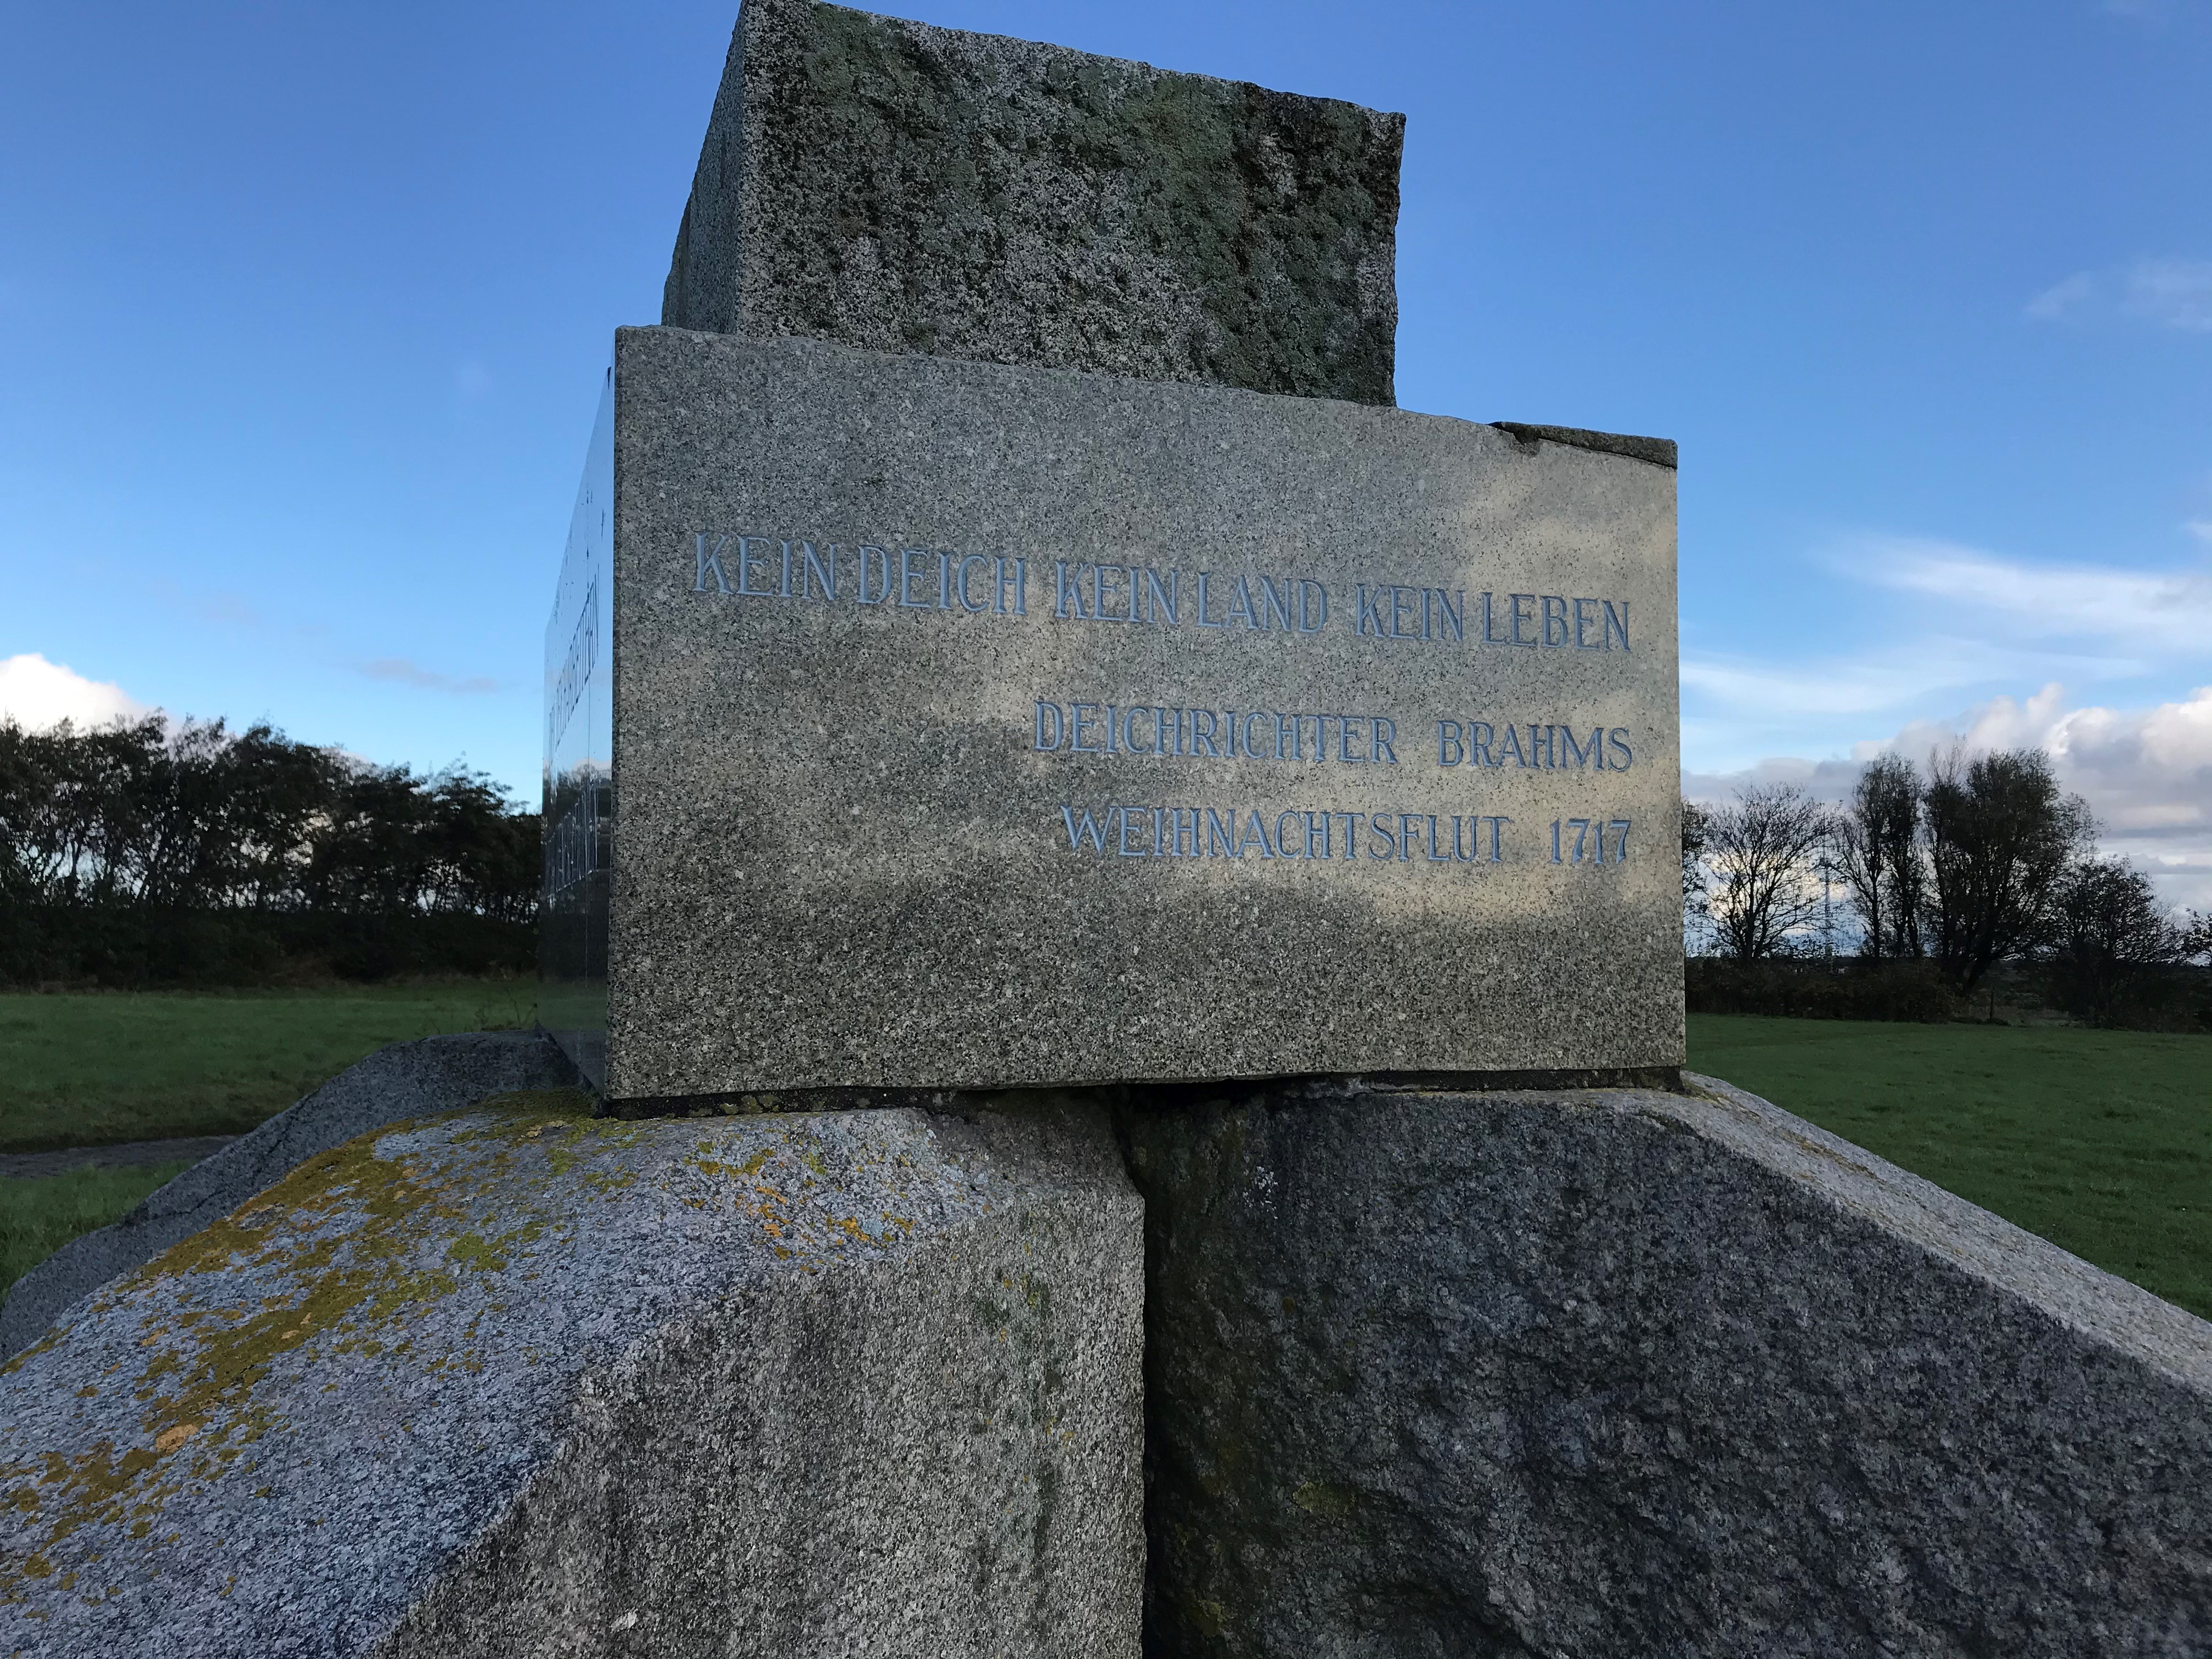 KEIN DEICH KEIN LAND KEIN LEBEN
DEICHRICHTER BRAHMS
WEIHNACHTSFLUT 1717